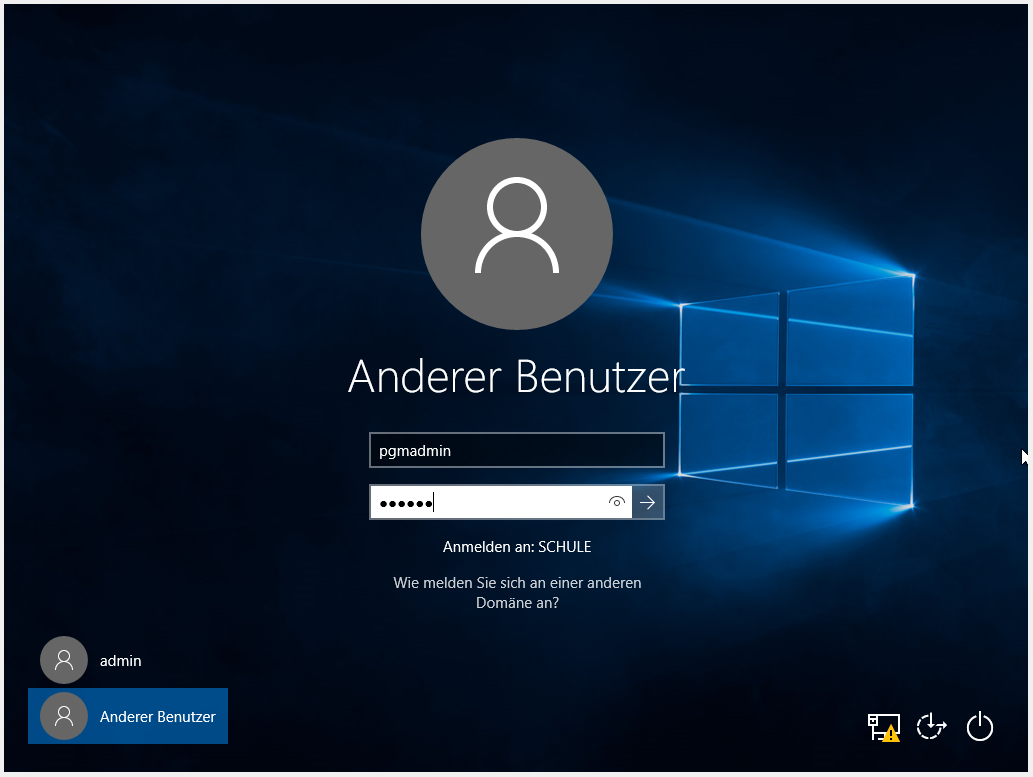 Anderer Benutzer
pgmadmin
Anmelden an: SCHULE
Wie melden Sie sich an einer anderen
Domäne an?
admin
Anderer Benutzer